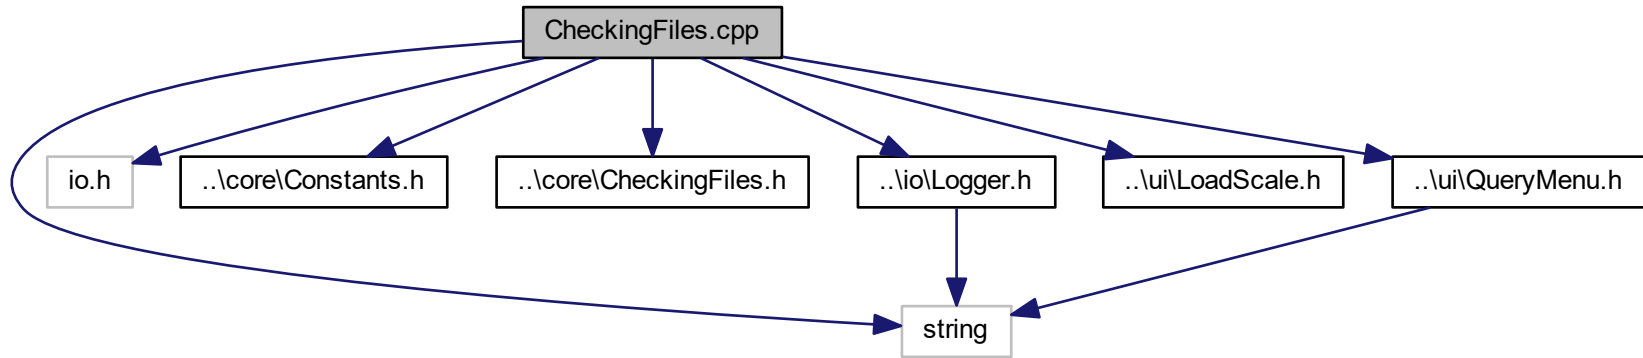 CheckingFiles.cpp
io.h
..\core\Constants.h
..\core\CheckingFiles.h
..\io\Logger.h
..\ui\LoadScale.h
..\ui\QueryMenu.h
string